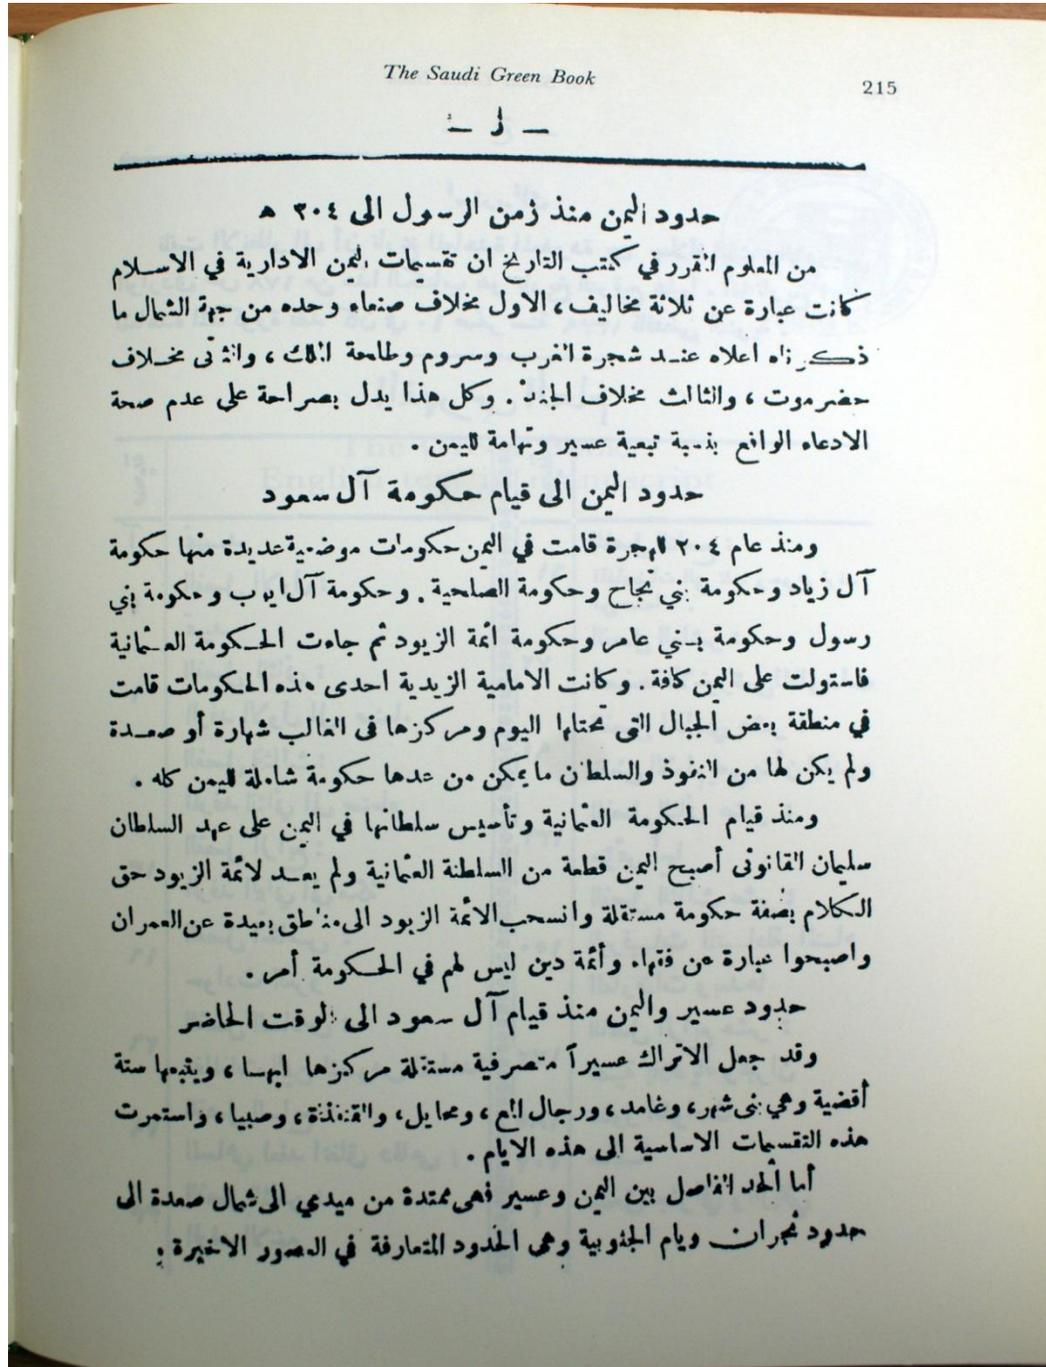 The Saudi Green Book
215
— ل —
حدود اليمن منذ زمن الرسول الى ٢٠٤ ه
من المعلوم المقرر في كتب التاريخ ان تقسيمات اليمن الادارية في الاسلام
كانت عبارة عن ثلاثة مخاليف، الاول مخلاف صنعاء وحده من جهة الشمال ما
ذكرناه اعلاه عند شجرة الغرب وسروم وطلحة الملك، والثانى مخلاف
حضرموت، والثالث مخلاف الجند. وكل هذا يدل بصراحة على عدم صحة
الادعاء الواقع بنسبة تبعية عسير وتهامة لليمن.
حدود اليمن الى قيام حكومة آل سعود
ومنذ عام ٢٠٤ للهجرة قامت في اليمن حكومات موضعية عديدة منها حكومة
آل زياد وحكومة بني نجاح وحكومة الصلحية. وحكومة آل ايوب وحكومة بني
رسول وحكومة بني عامر وحكومة ائمة الزيود ثم جاءت الحكومة العثمانية
فاستولت على اليمن كافة. وكانت الامامية الزيدية احدى هذه الحكومات قامت
في منطقة بعض الجبال التى تحتلها اليوم ومركزها فى الغالب شهارة أو صعدة
ولم يكن لها من النفوذ والسلطان ما يمكن من عدها حكومة شاملة لليمن كله.
ومنذ قيام الحكومة العثمانية وتأسيس سلطانها في اليمن على عهد السلطان
سليمان القانونى أصبح اليمن قطعة من السلطنة العثمانية ولم يعد لائمة الزيود حق
الكلام بصفة حكومة مستقلة وانسحب الائمة الزيود الى مناطق بعيدة عن العمران
واصبحوا عبارة عن فقهاء وأئمة دين ليس لهم في الحكومة أمر.
حدود عسير واليمن منذ قيام آل سعود الى الوقت الحاضر
وقد جعل الاتراك عسيراً متصرفية مستقلة مركزها ابها، ويتبعها ستة
أقضية وهي بنى شهر، وغامد، ورجال المع، ومحايل، والقنفذة، وصبيا، واستمرت
هذه التقسيمات الاساسية الى هذه الايام.
أما الحد الفاصل بين اليمن وعسير فهى ممتدة من ميدي الى شمال صعدة الى
حدود نجران ويام الجنوبية وهى الحدود المتعارفة في العصور الاخيرة: